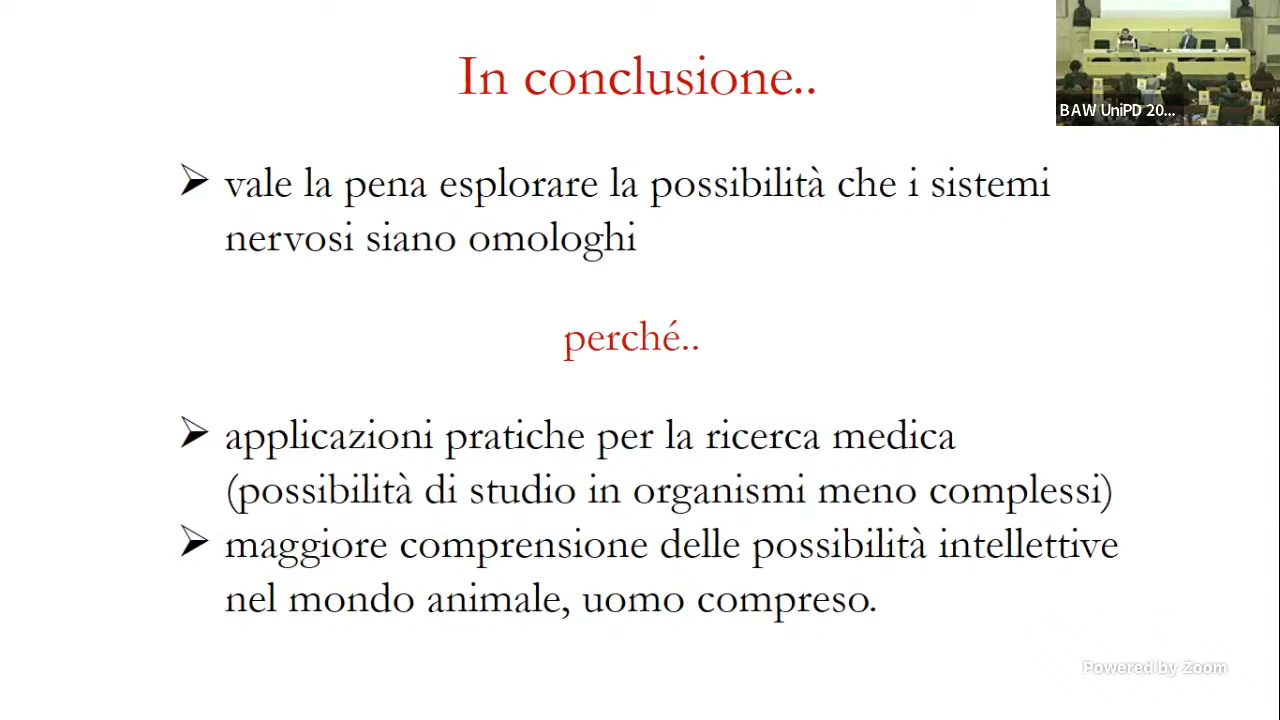 In conclusione..
BAW UniPD 20...
➢ vale la pena esplorare la possibilità che i sistemi
nervosi siano omologhi
perché..
➢ applicazioni pratiche per la ricerca medica
(possibilità di studio in organismi meno complessi)
➢ maggiore comprensione delle possibilità intellettive
nel mondo animale, uomo compreso.
Powered by Zoom